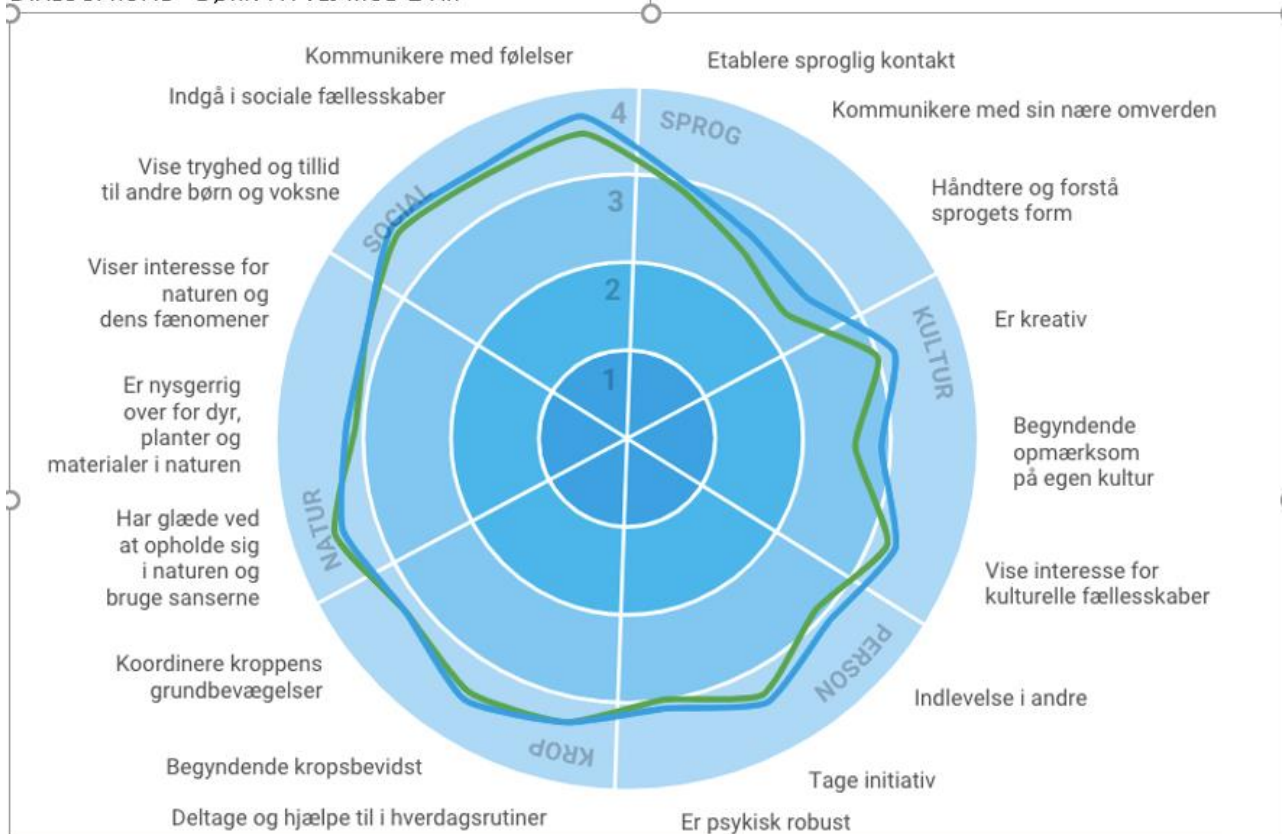 Kommunikere med følelser
Etablere sproglig kontakt
Indgå i sociale fællesskaber
Kommunikere med sin nære omverden
4
SPROG
Vise tryghed og tillid
til andre børn og voksne
Håndtere og forstå
sprogets form
SOCIAL
3
Viser interesse for
naturen og
dens fænomener
2
Er kreativ
KULTUR
1
Er nysgerrig
over for dyr,
planter og
materialer i naturen
Begyndende
opmærksom
på egen kultur
Har glæde ved
at opholde sig
i naturen og
bruge sanserne
NATUR
Vise interesse for
kulturelle fællesskaber
Koordinere kroppens
grundbevægelser
PERSON
Indlevelse i andre
KROP
Begyndende kropsbevidst
Tage initiativ
Deltage og hjælpe til i hverdagsrutiner
Er psykisk robust